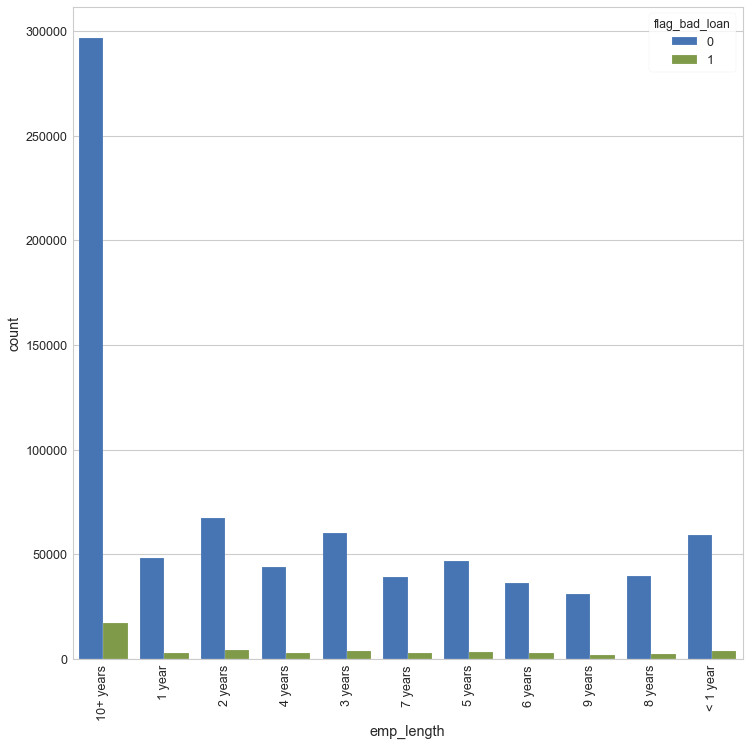 flag_bad_loan
0
1
300000
250000
200000
150000
100000
50000
0
count
10+ years
1 year
2 years
4 years
3 years
7 years
5 years
6 years
9 years
8 years
< 1 year
emp_length